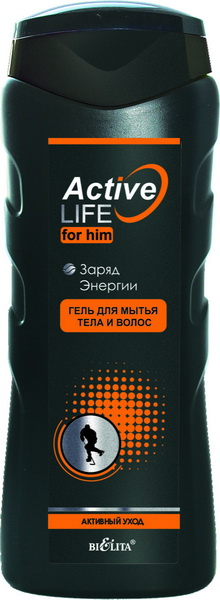 Active
LIFE
for him
Заряд
Энергии
ГЕЛЬ ДЛЯ МЫТЬЯ
ТЕЛА И ВОЛОС
АКТИВНЫЙ УХОД
BIELITA®